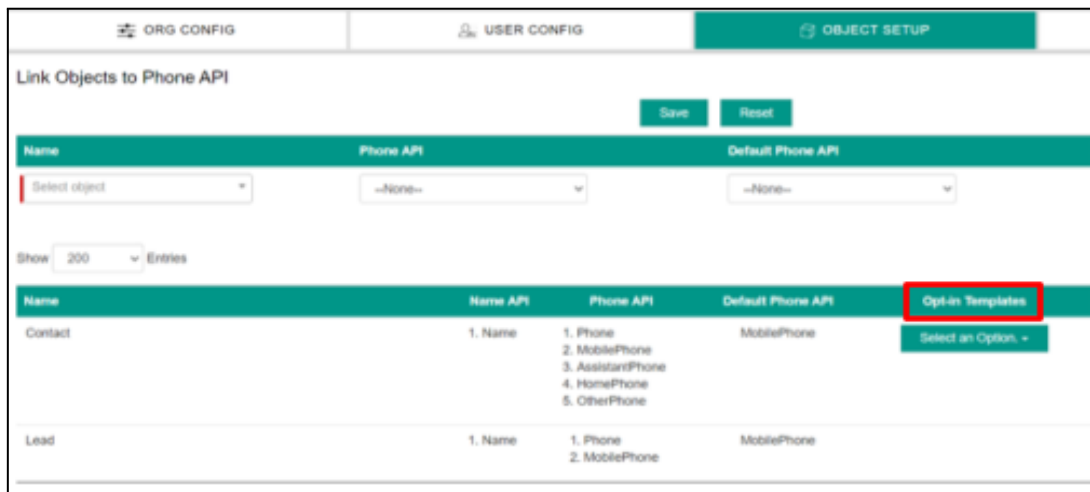 ORG CONFIG USER CONFIG OBJECT SETUP
Link Objects to Phone API
Save Reset
Name Phone API Default Phone API
Select object --None-- --None--
Show 200 Entries
Name Name API Phone API Default Phone API Opt-in Templates
Contact 1. Name 1. Phone MobilePhone Select an Option.
2. MobilePhone
3. AssistantPhone
4. HomePhone
5. OtherPhone
Lead 1. Name 1. Phone MobilePhone
2. MobilePhone